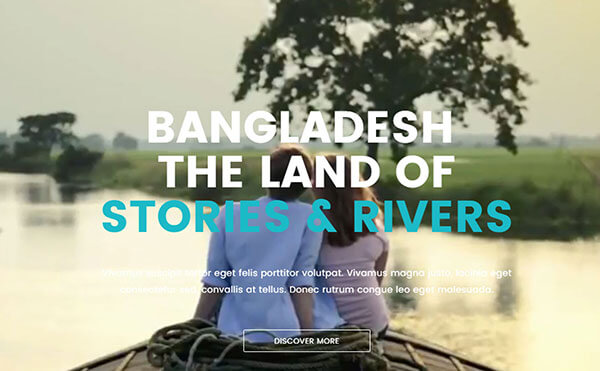 BANGLADESH
THE LAND OF
STORIES & RIVERS
Vivamus suscipit tortor eget felis porttitor volutpat. Vivamus magna justo, lacinia eget
consectetur sed, convallis at tellus. Donec rutrum congue leo eget malesuada.
DISCOVER MORE